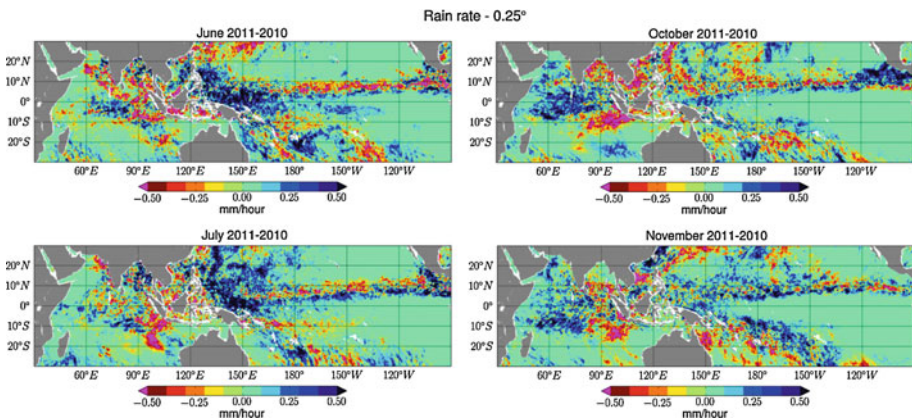 Rain rate - 0.25°
June 2011-2010
20°N
10°N
0°
10°S
20°S
60°E 90°E 120°E 150°E 180° 150°W 120°W
−0.50 −0.25 0.00 0.25 0.50
mm/hour
October 2011-2010
20°N
10°N
0°
10°S
20°S
60°E 90°E 120°E 150°E 180° 150°W 120°W
−0.50 −0.25 0.00 0.25 0.50
mm/hour
July 2011-2010
20°N
10°N
0°
10°S
20°S
60°E 90°E 120°E 150°E 180° 150°W 120°W
−0.50 −0.25 0.00 0.25 0.50
mm/hour
November 2011-2010
20°N
10°N
0°
10°S
20°S
60°E 90°E 120°E 150°E 180° 150°W 120°W
−0.50 −0.25 0.00 0.25 0.50
mm/hour